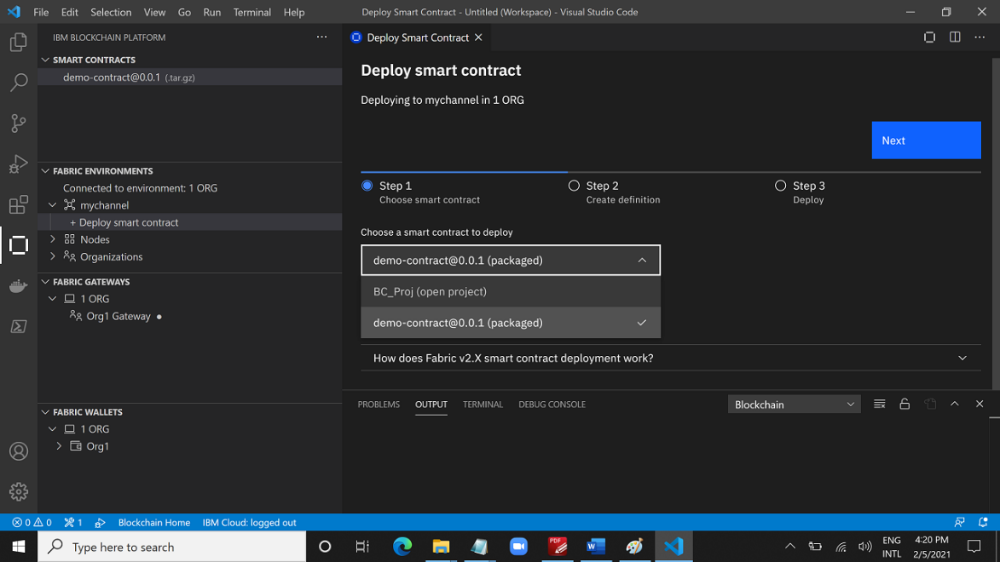 File Edit Selection View Go Run Terminal Help
Deploy Smart Contract - Untitled (Workspace) - Visual Studio Code
IBM BLOCKCHAIN PLATFORM
SMART CONTRACTS
demo-contract@0.0.1 (.tar.gz)
FABRIC ENVIRONMENTS
Connected to environment: 1 ORG
mychannel
+ Deploy smart contract
Nodes
Organizations
FABRIC GATEWAYS
1 ORG
Org1 Gateway
FABRIC WALLETS
1 ORG
Org1
Deploy Smart Contract
Deploy smart contract
Deploying to mychannel in 1 ORG
Next
Step 1
Choose smart contract
Step 2
Create definition
Step 3
Deploy
Choose a smart contract to deploy
demo-contract@0.0.1 (packaged)
BC_Proj (open project)
demo-contract@0.0.1 (packaged)
How does Fabric v2.X smart contract deployment work?
PROBLEMS OUTPUT TERMINAL DEBUG CONSOLE
Blockchain
0 0 1 Blockchain Home IBM Cloud: logged out
Type here to search
PDF
W
ENG
INTL
4:20 PM
2/5/2021